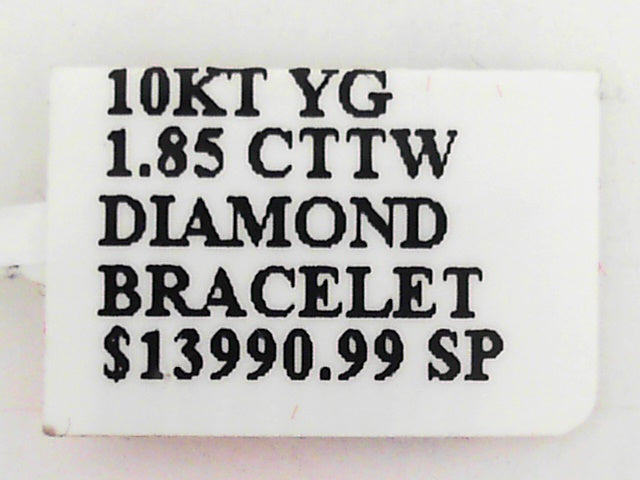 10KT YG
1.85 CTTW
DIAMOND
BRACELET
$13990.99 SP